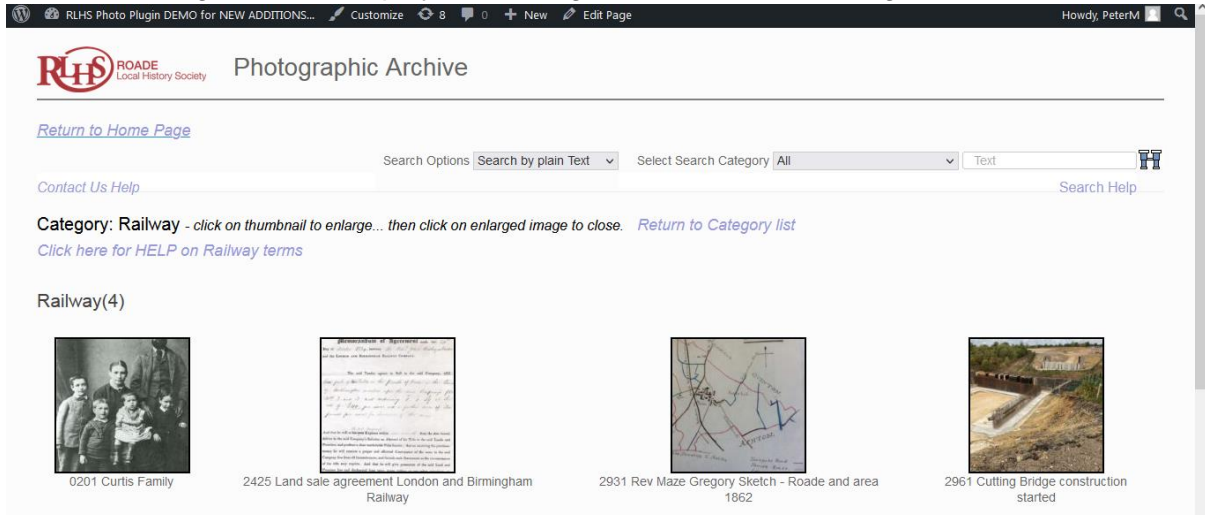 RLHS Photo Plugin DEMO for NEW ADDITIONS... Customize 8 0 + New Edit Page Howdy, PeterM
RLHS ROADE Local History Society Photographic Archive
Return to Home Page
Search Options Search by plain Text Select Search Category All Text
Contact Us Help Search Help
Category: Railway - click on thumbnail to enlarge... then click on enlarged image to close. Return to Category list
Click here for HELP on Railway terms
Railway(4)
Memorandum of Agreement
0201 Curtis Family
2425 Land sale agreement London and Birmingham
Railway
2931 Rev Maze Gregory Sketch - Roade and area
1862
2961 Cutting Bridge construction
started